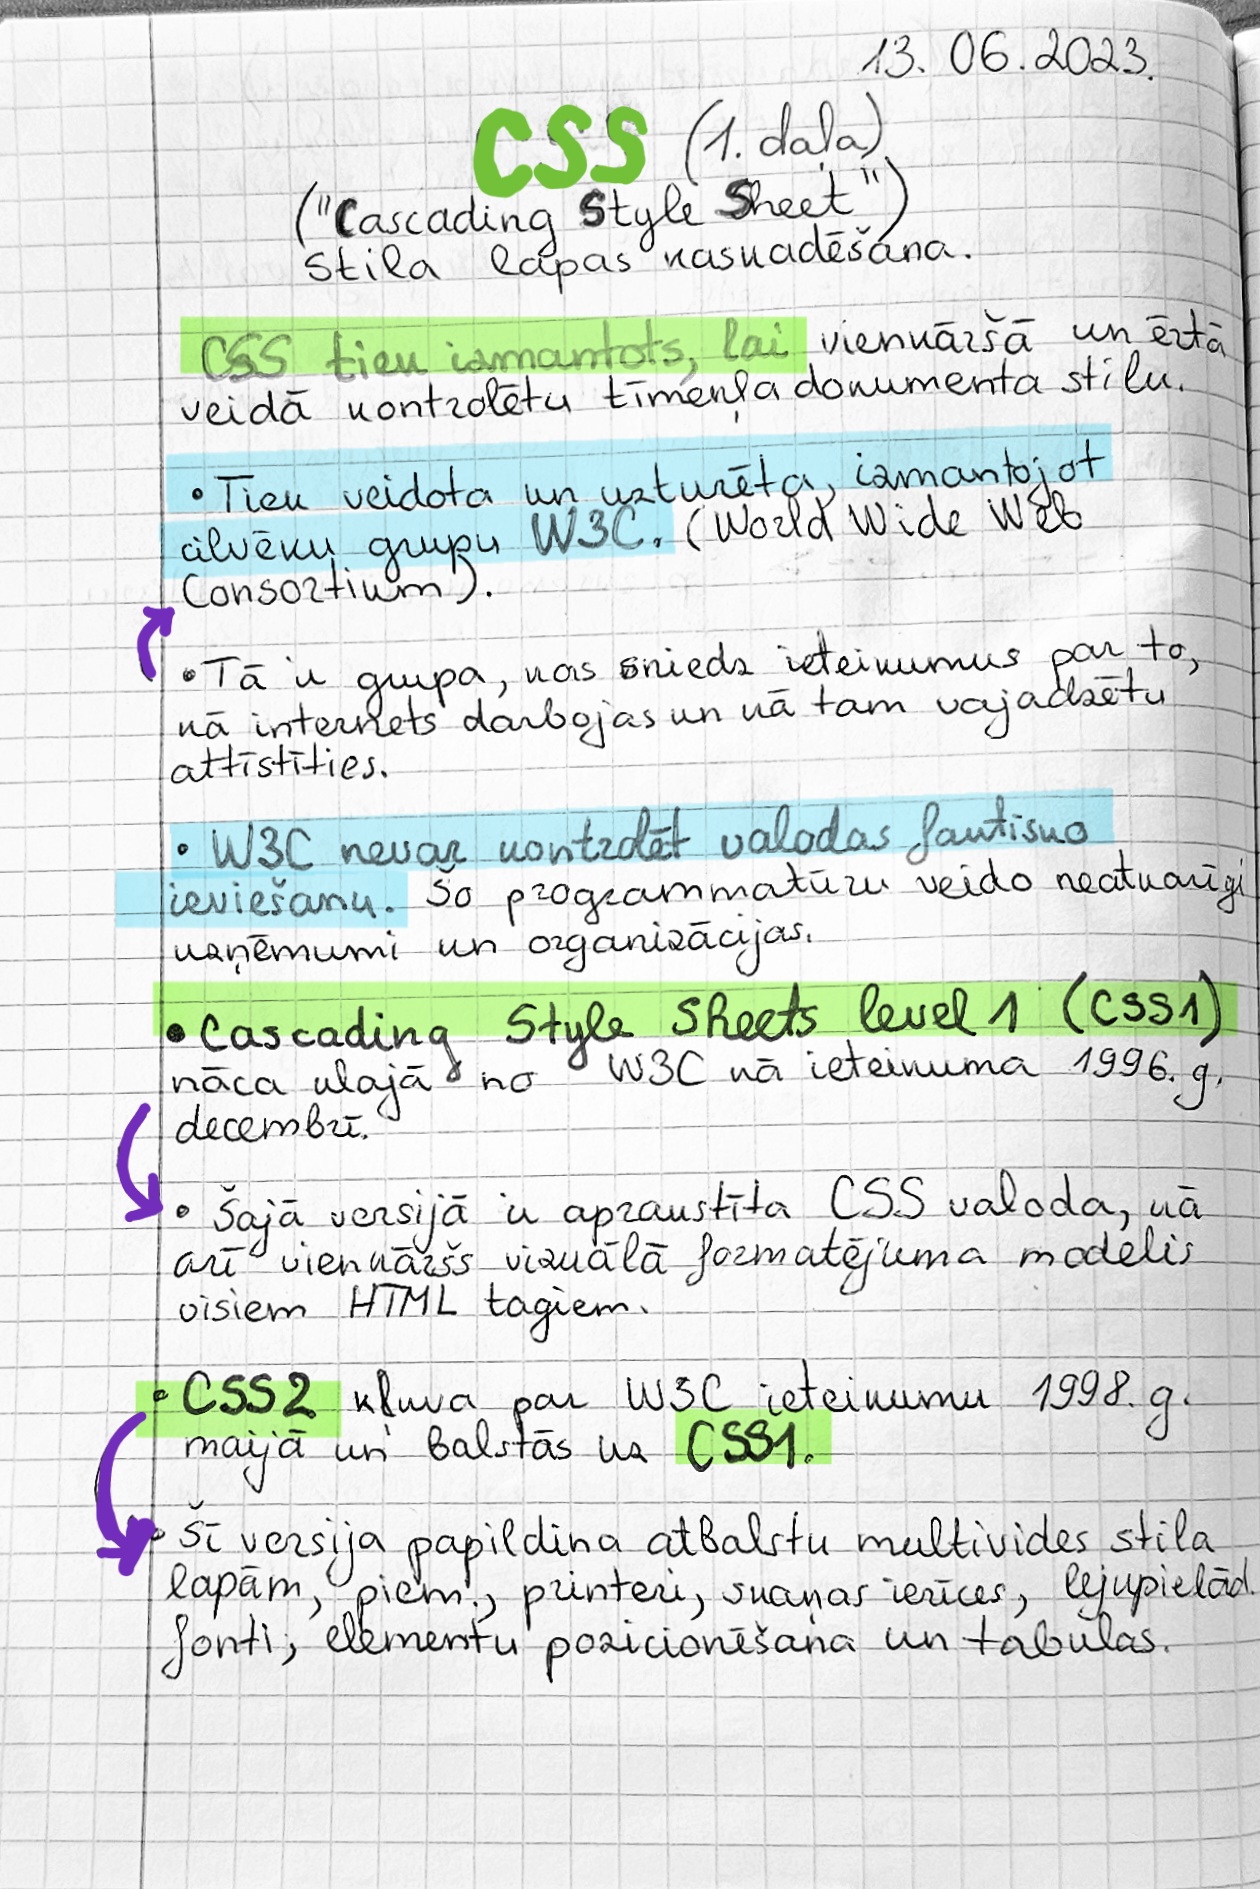 13. 06. 2023.
CSS (1. daļa)
("Cascading Style Sheet")
Stila lapas kaskadēšana.
CSS tiek izmantots, lai vienkāršā un ērtā
veidā kontrolētu tīmekļa dokumenta stilu.
• Tiek veidota un uzturēta, izmantojot
cilvēku grupu W3C. (World Wide Web
Consortium).
• Tā ir grupa, kas sniedz ieteikumus par to,
kā internets darbojas un kā tam vajadzētu
attīstīties.
• W3C nevar kontrolēt valodas faktisko
ieviešanu. Šo programmatūru veido neatkarīgi
uzņēmumi un organizācijas.
• Cascading Style Sheets level 1 (CSS1)
nāca klajā no W3C kā ieteikuma 1996. g.
decembrī.
• Šajā versijā ir aprakstīta CSS valoda, kā
arī vienkāršs vizuālā formatējuma modelis
visiem HTML tagiem.
• CSS2 kļuva par W3C ieteikumu 1998. g.
maijā un balstās uz CSS1.
• Šī versija papildina atbalstu multivides stila
lapām, piem., printeri, skaņas ierīces, lejupielād.
fonti, elementu pozicionēšana un tabulas.